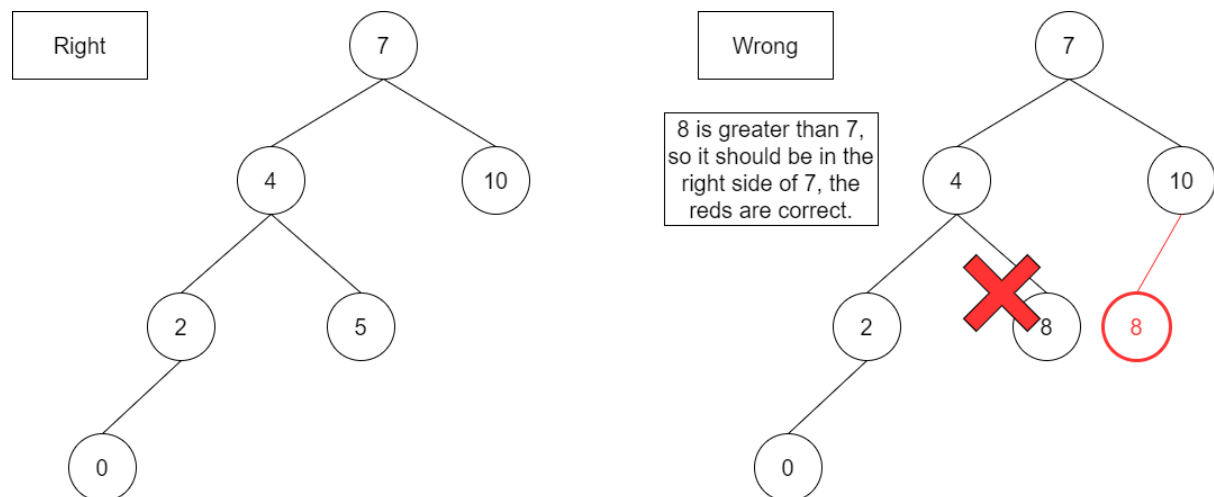 Right
7
4
10
2
5
0
Wrong
7
8 is greater than 7,
so it should be in the
right side of 7, the
reds are correct.
4
10
2
8
8
0